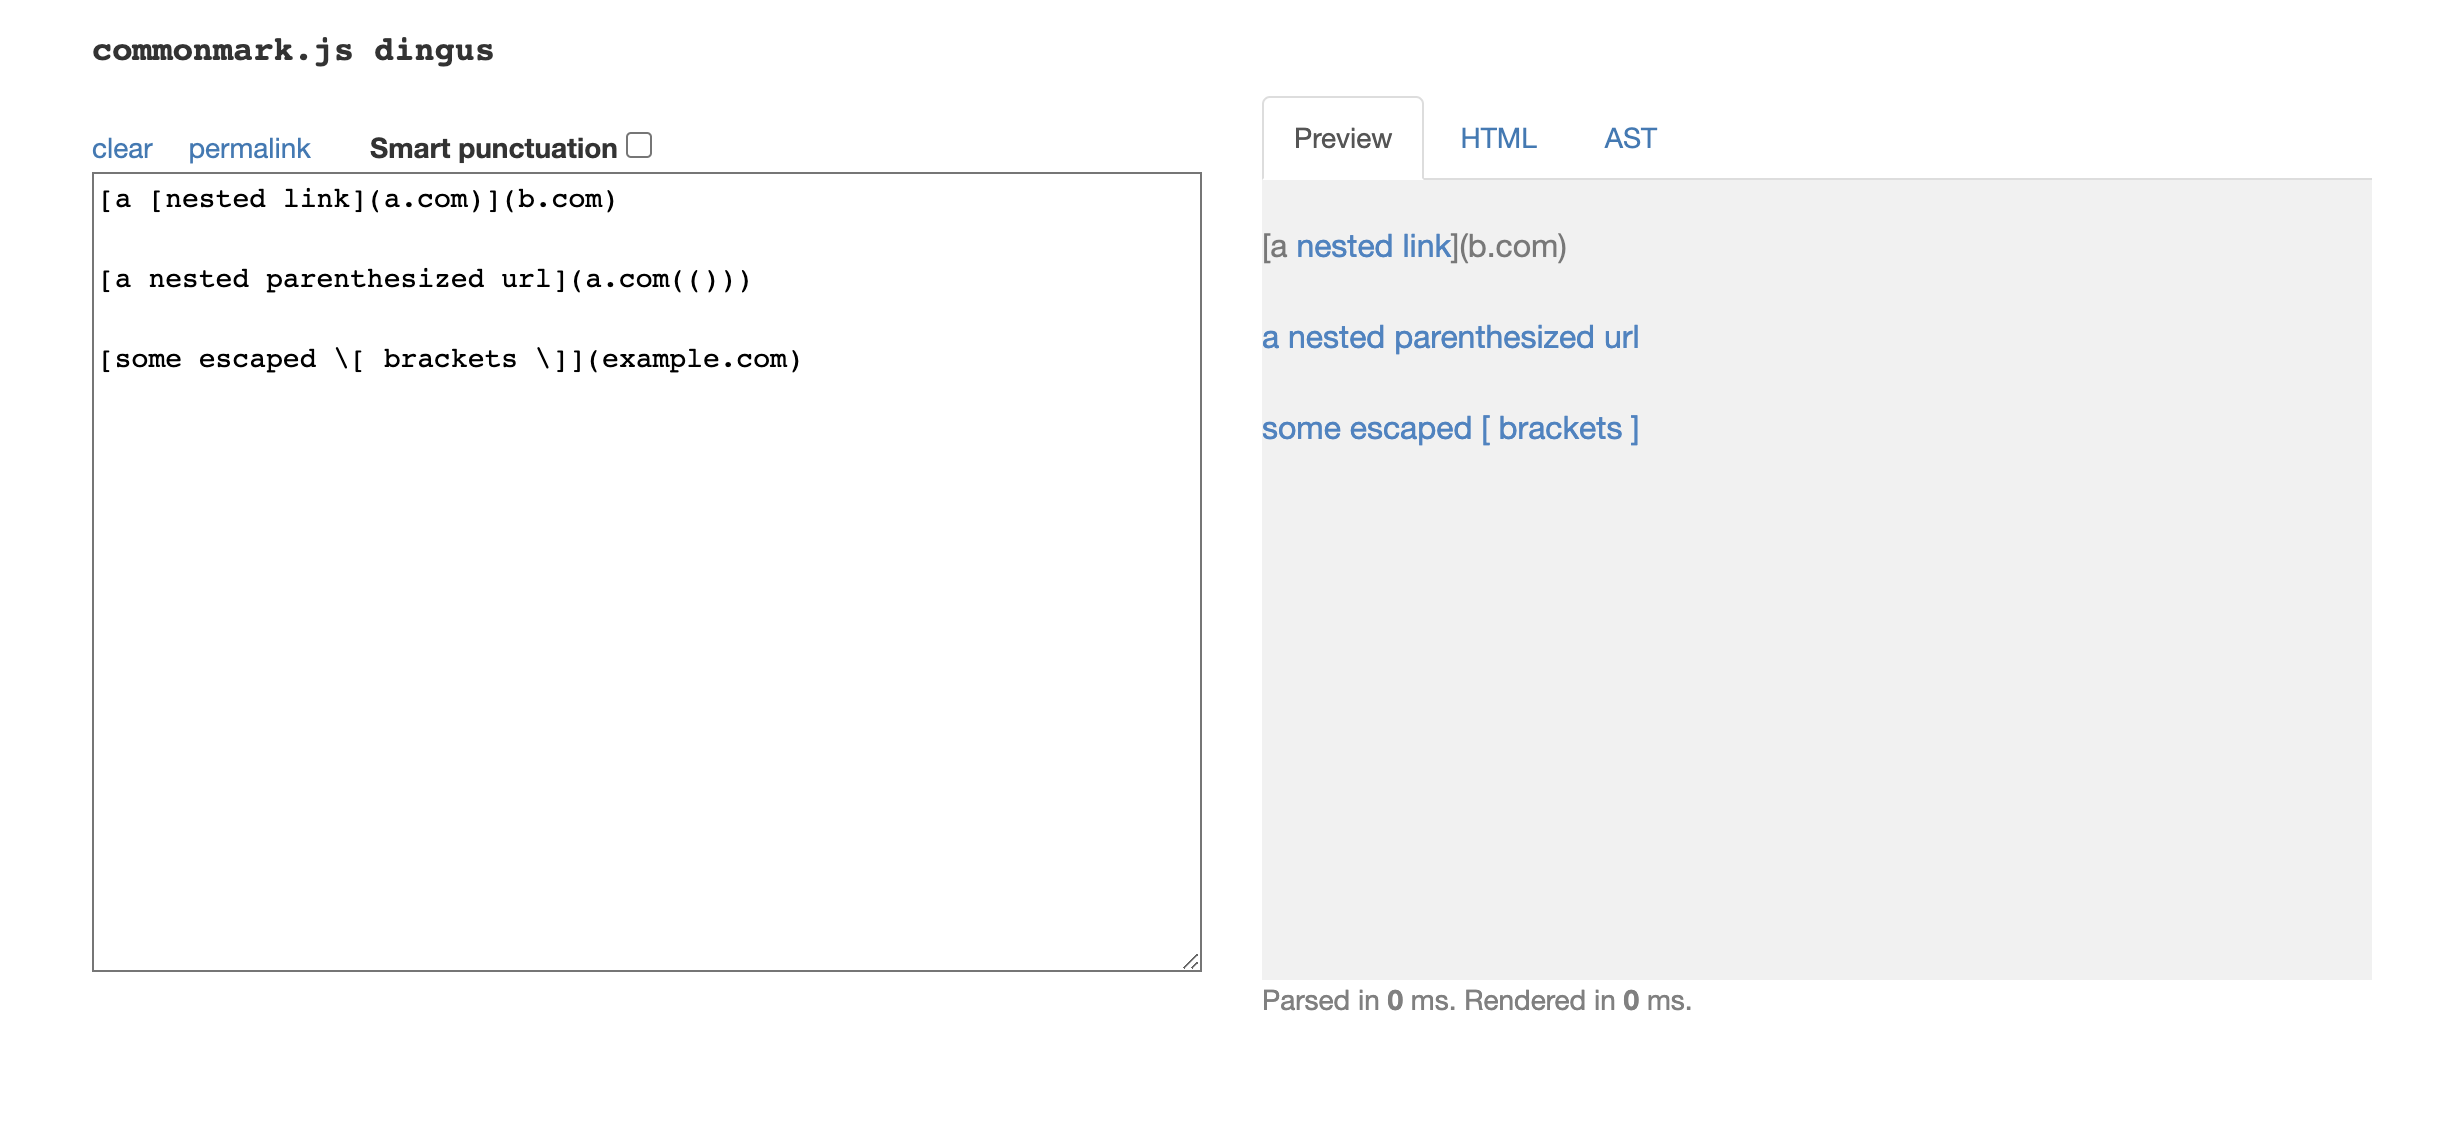 commonmark.js dingus
clear permalink Smart punctuation
[a [nested link](a.com)](b.com)
[a nested parenthesized url](a.com(()))
[some escaped \[ brackets \]](example.com)
Preview HTML AST
[a nested link](b.com)
a nested parenthesized url
some escaped [ brackets ]
Parsed in 0 ms. Rendered in 0 ms.